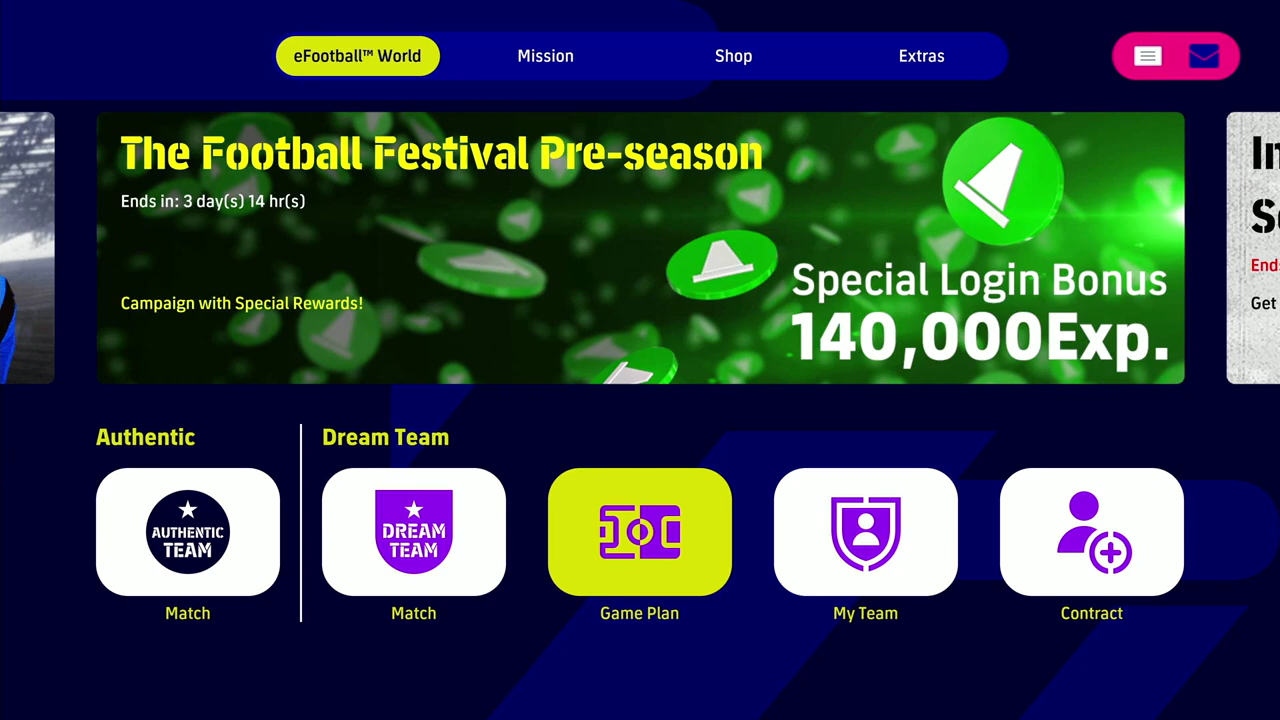 eFootball™ World
Mission
Shop
Extras
The Football Festival Pre-season
Ends in: 3 day(s) 14 hr(s)
Campaign with Special Rewards!
Special Login Bonus
140,000Exp.
Get
Authentic
Dream Team
AUTHENTIC
TEAM
DREAM
TEAM
Match
Match
Game Plan
My Team
Contract